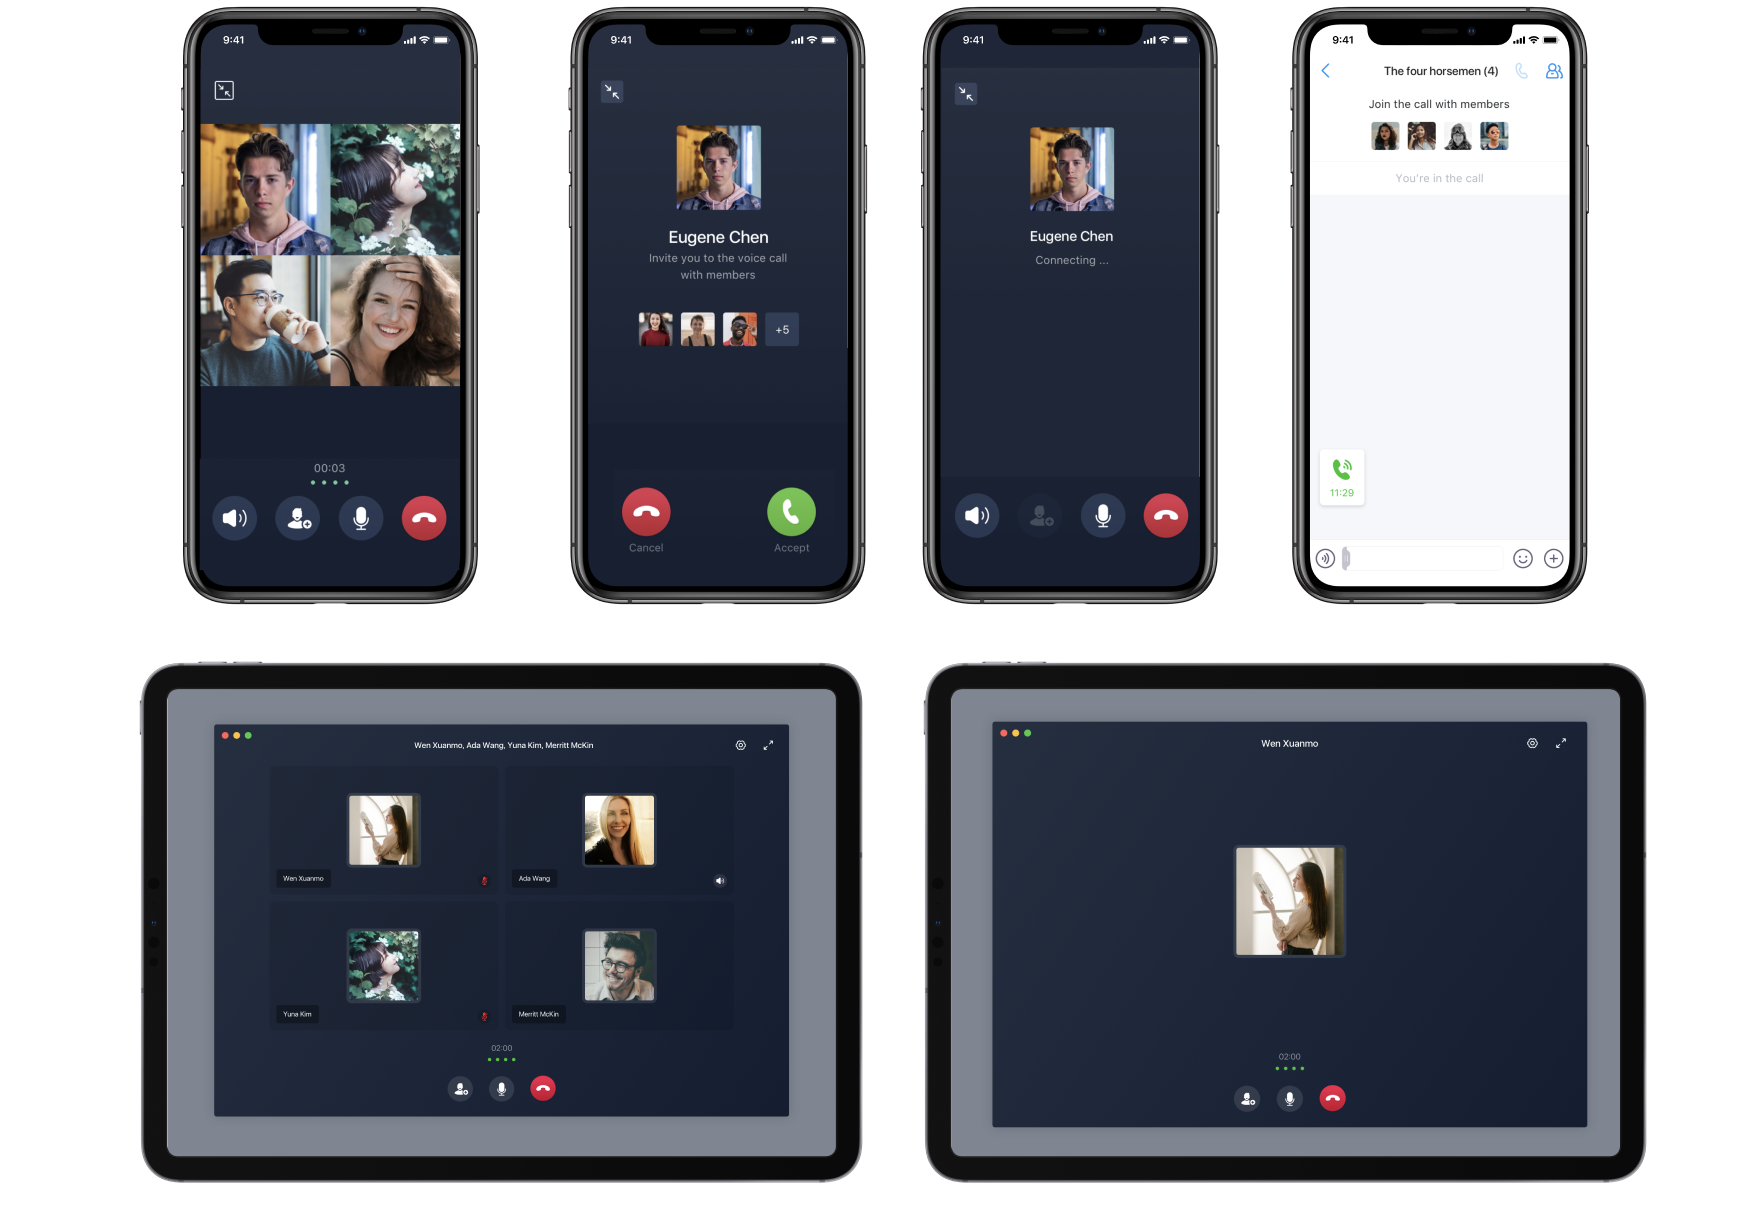 9:41
00:03
9:41
Eugene Chen
Invite you to the voice call
with members
+5
Cancel
Accept
9:41
Eugene Chen
Connecting ...
9:41
The four horsemen (4)
Join the call with members
You're in the call
11:29
Wen Xuanmo, Ada Wang, Yuna Kim, Merritt McKin
Wen Xuanmo
Ada Wang
Yuna Kim
Merritt McKin
02:00
Wen Xuanmo
02:00